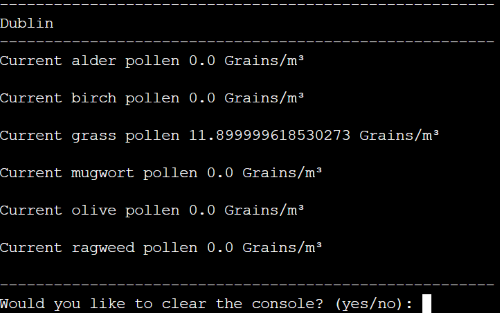 -------------------------------------------------------
Dublin
-------------------------------------------------------
Current alder pollen 0.0 Grains/m³
Current birch pollen 0.0 Grains/m³
Current grass pollen 11.899999618530273 Grains/m³
Current mugwort pollen 0.0 Grains/m³
Current olive pollen 0.0 Grains/m³
Current ragweed pollen 0.0 Grains/m³
-------------------------------------------------------
Would you like to clear the console? (yes/no):